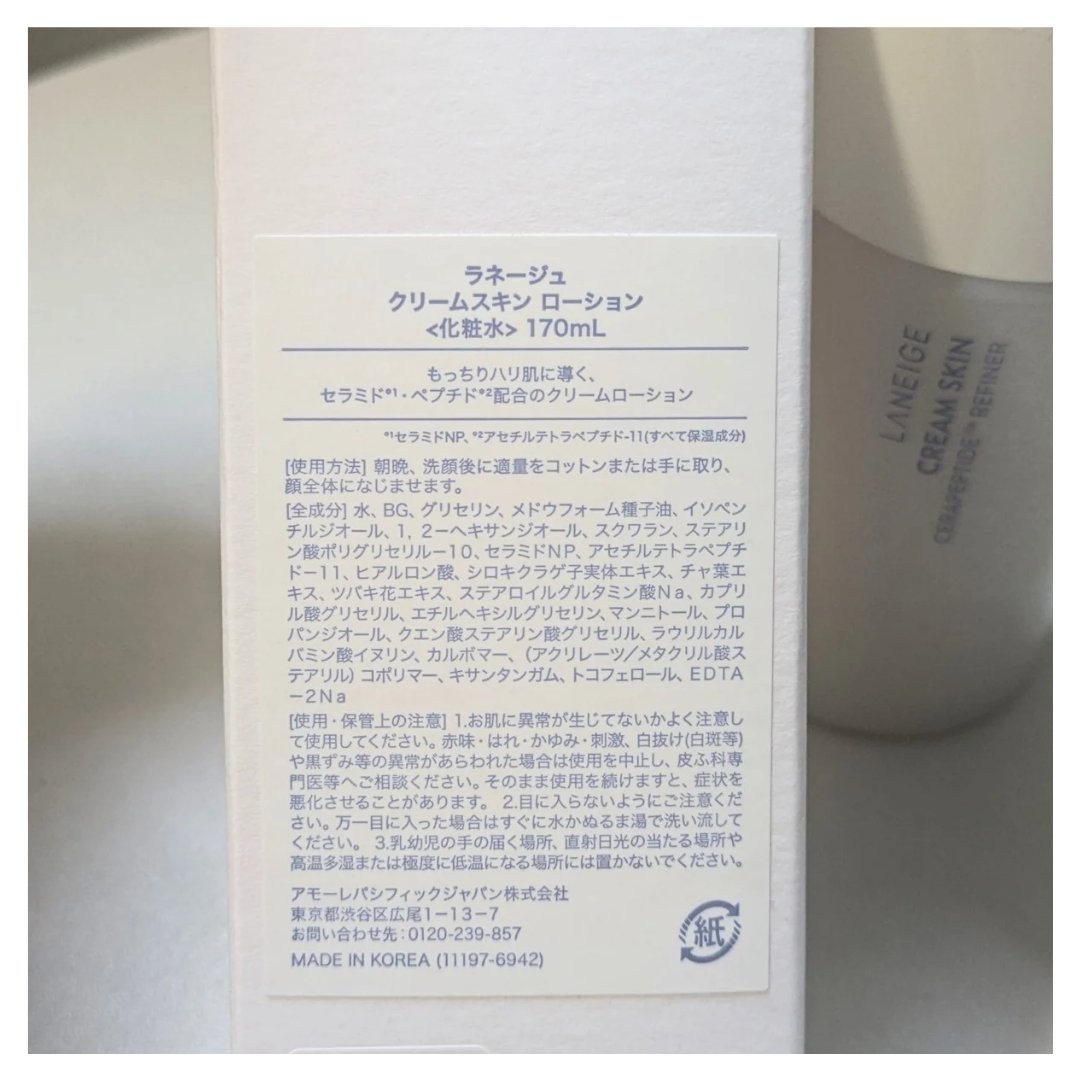 ラネージュ
クリームスキン ローション
<化粧水> 170mL
もっちりハリ肌に導く、
セラミド*1・ペプチド*2配合のクリームローション
*1セラミドNP、*2アセチルテトラペプチド-11(すべて保湿成分)
[使用方法] 朝晩、洗顔後に適量をコットンまたは手に取り、
顔全体になじませます。
[全成分] 水、BG、グリセリン、メドウフォーム種子油、イソペン
チルジオール、1, 2－ヘキサンジオール、スクワラン、ステアリ
ン酸ポリグリセリル－10、セラミドNP、アセチルテトラペプチ
ド－11、ヒアルロン酸、シロキクラゲ子実体エキス、チャ葉エ
キス、ツバキ花エキス、ステアロイルグルタミン酸Na、カプリ
ル酸グリセリル、エチルヘキシルグリセリン、マンニトール、プロ
パンジオール、クエン酸ステアリン酸グリセリル、ラウリルカル
バミン酸イヌリン、カルボマー、（アクリレーツ／メタクリル酸ス
テアリル）コポリマー、キサンタンガム、トコフェロール、EDTA
－2Na
[使用・保管上の注意] 1.お肌に異常が生じてないかよく注意し
て使用してください。赤味・はれ・かゆみ・刺激、白抜け(白斑等)
や黒ずみ等の異常があらわれた場合は使用を中止し、皮ふ科専
門医等へご相談ください。そのまま使用を続けますと、症状を
悪化させることがあります。 2.目に入らないようにご注意くだ
さい。万一目に入った場合はすぐに水かぬるま湯で洗い流して
ください。 3.乳幼児の手の届く場所、直射日光の当たる場所や
高温多湿または極度に低温になる場所には置かないでください。
アモーレパシフィックジャパン株式会社
東京都渋谷区広尾1－13－7
お問い合わせ先：0120-239-857
MADE IN KOREA (11197-6942)
紙
LANEIGE
CREAM SKIN
CERAPEPTIDE™ REFINER